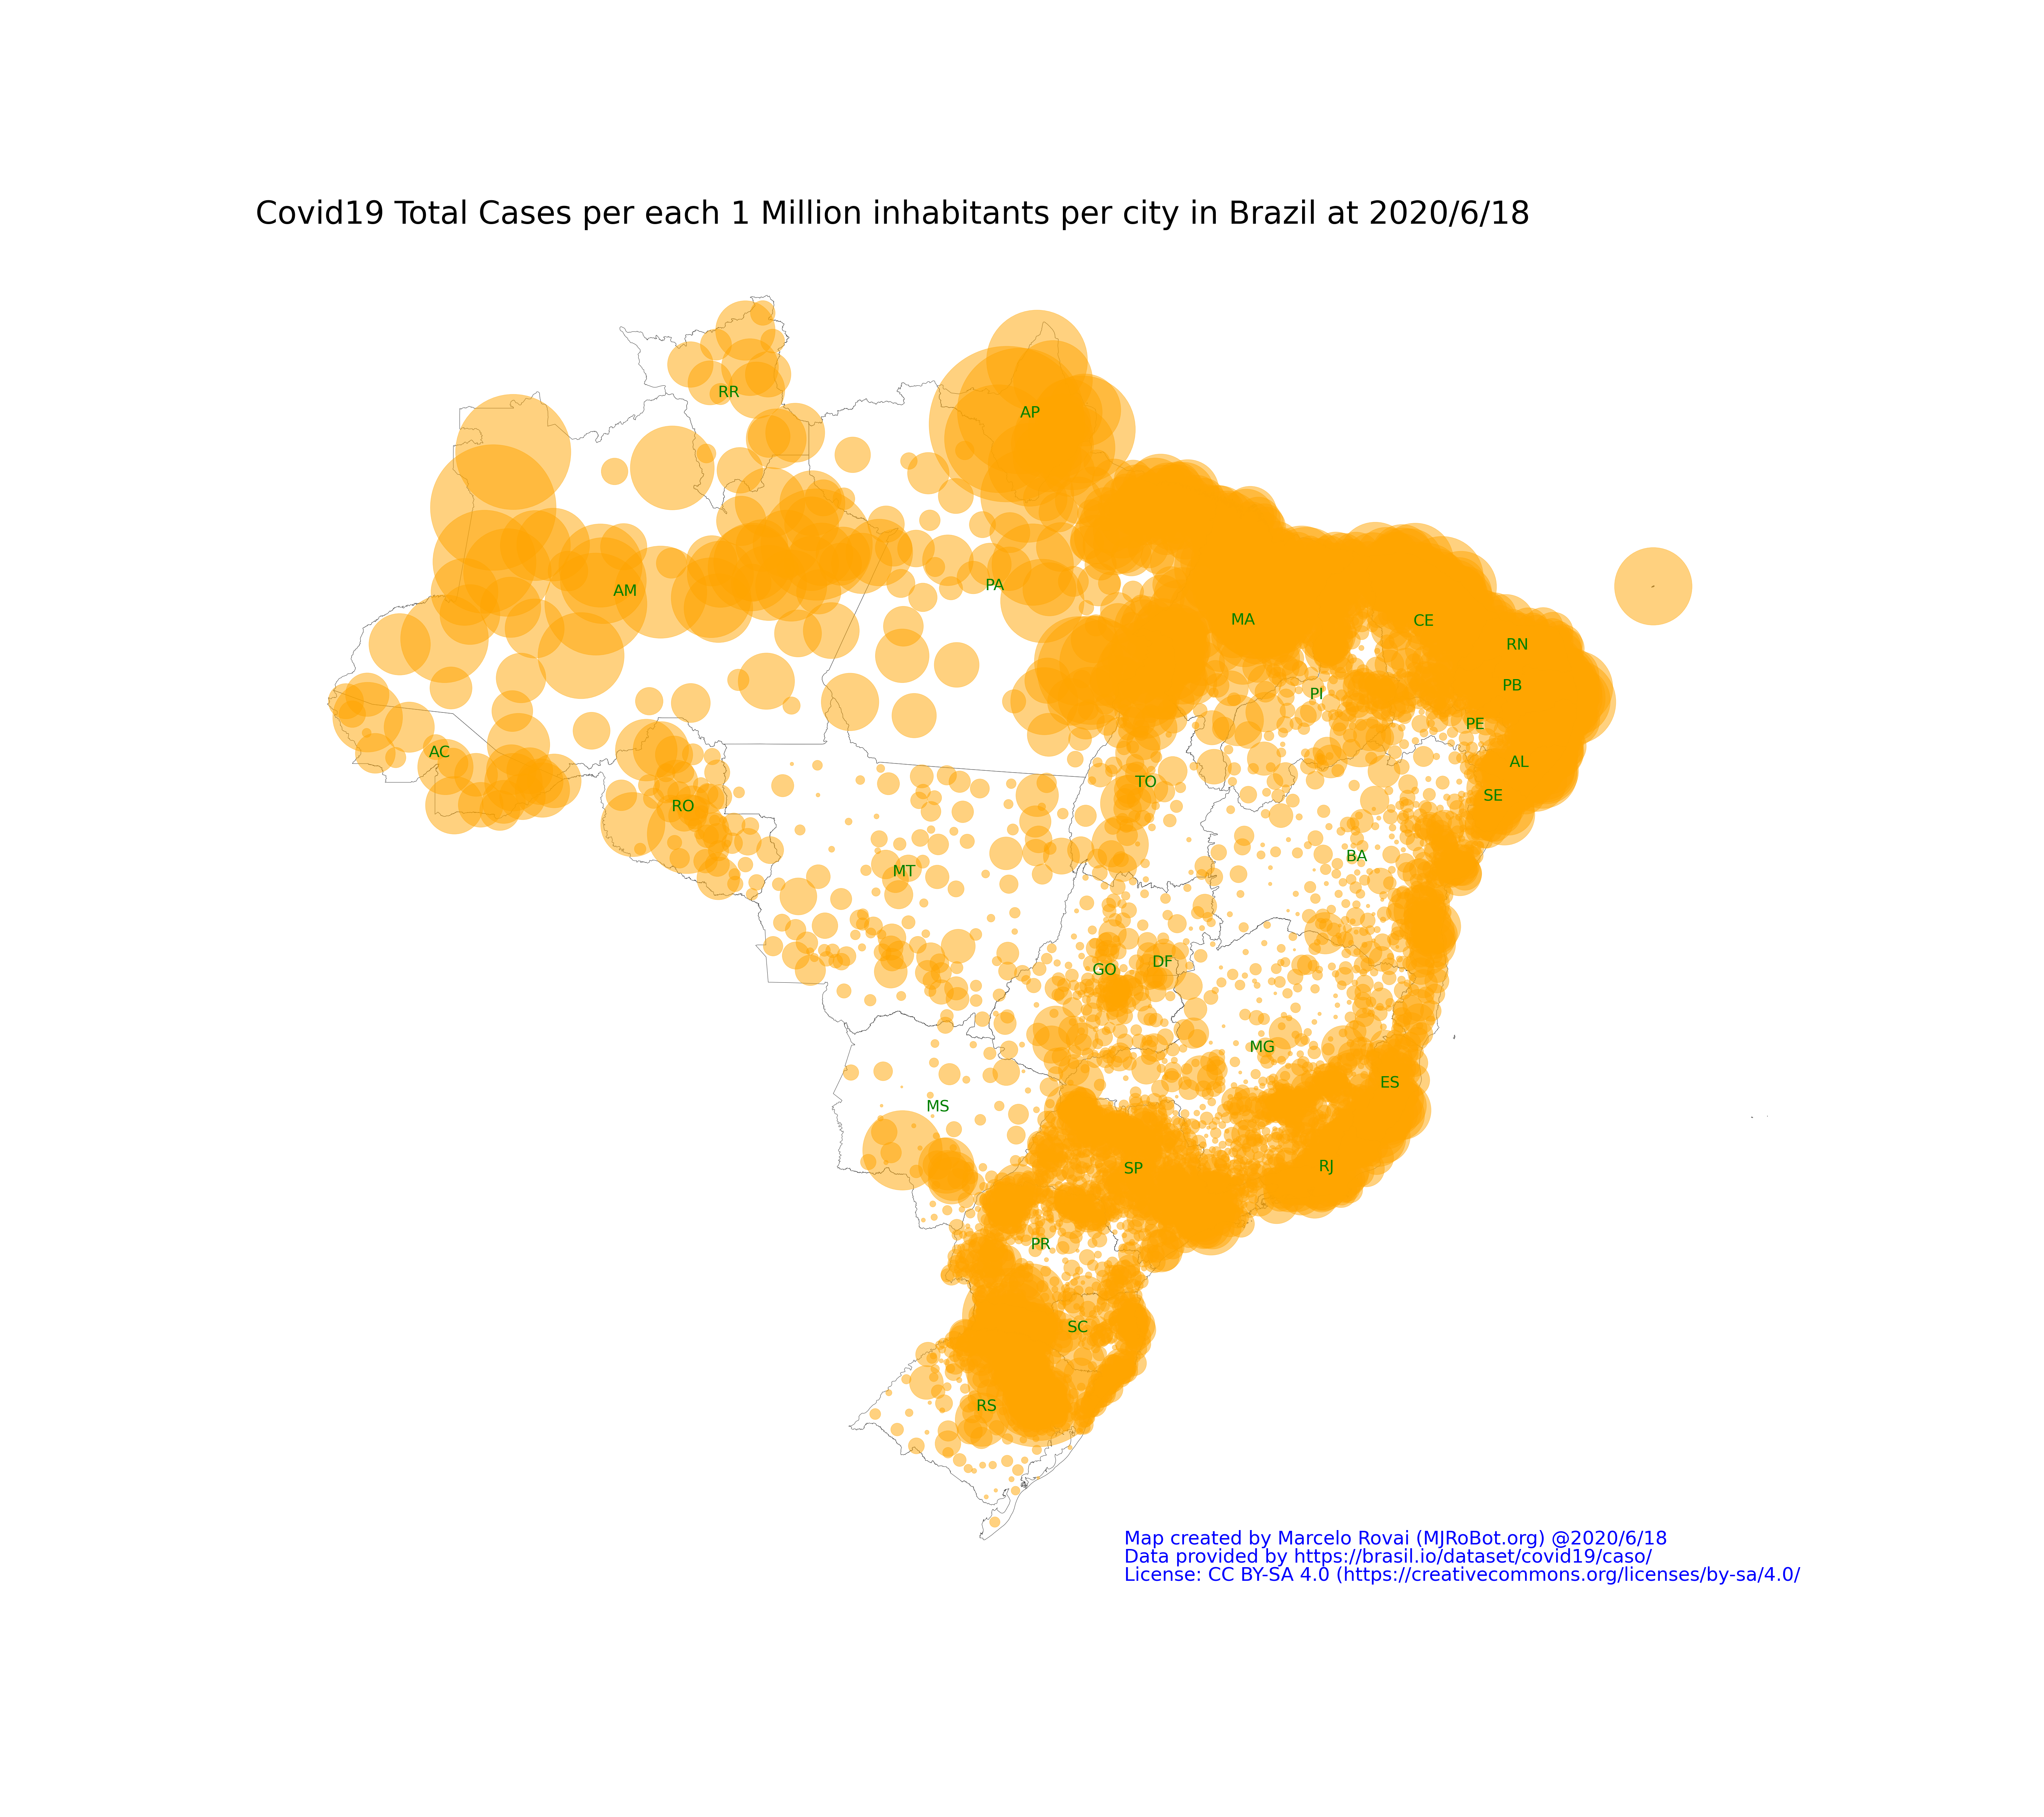 Covid19 Total Cases per each 1 Million inhabitants per city in Brazil at 2020/6/18
RR
AP
AM
PA
MA
CE
RN
PB
PI
PE
AC
AL
TO
SE
RO
BA
MT
DF
GO
MG
ES
MS
RJ
SP
PR
SC
RS
Map created by Marcelo Rovai (MJRoBot.org) @2020/6/18
Data provided by https://brasil.io/dataset/covid19/caso/
License: CC BY-SA 4.0 (https://creativecommons.org/licenses/by-sa/4.0/